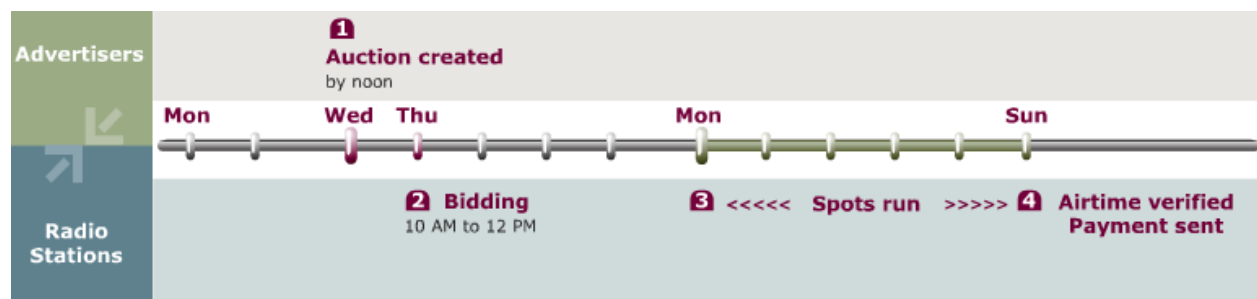 Advertisers
1
Auction created
by noon
Mon Wed Thu Mon Sun
2 Bidding
10 AM to 12 PM
3 <<<<< Spots run >>>>> 4 Airtime verified
Payment sent
Radio
Stations